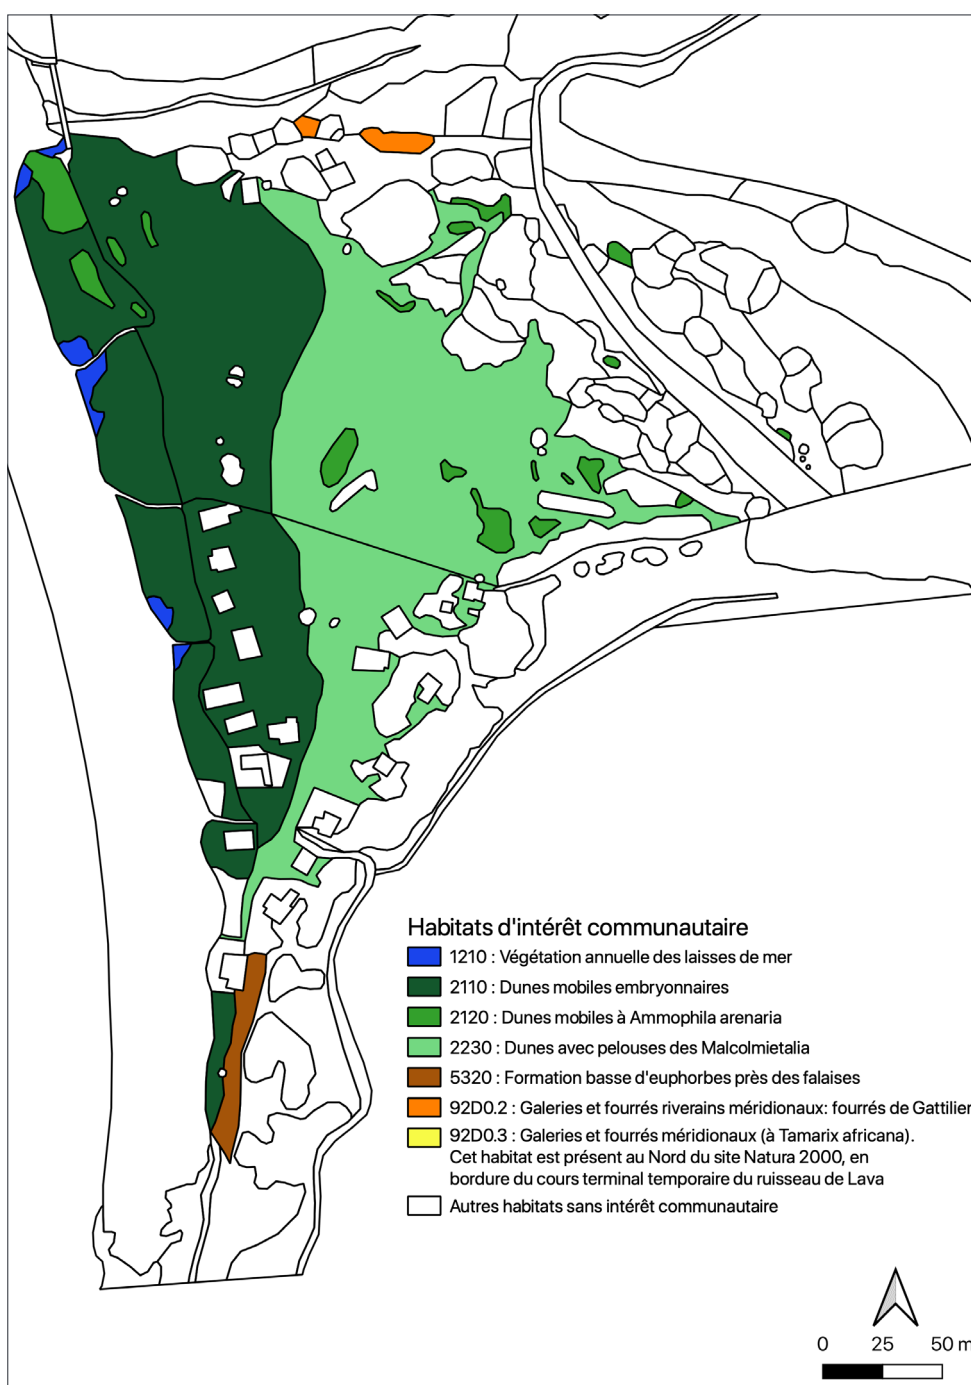 Habitats d'intérêt communautaire
1210 : Végétation annuelle des laisses de mer
2110 : Dunes mobiles embryonnaires
2120 : Dunes mobiles à Ammophila arenaria
2230 : Dunes avec pelouses des Malcolmietalia
5320 : Formation basse d'euphorbes près des falaises
92D0.2 : Galeries et fourrés riverains méridionaux: fourrés de Gattilier
92D0.3 : Galeries et fourrés méridionaux (à Tamarix africana).
Cet habitat est présent au Nord du site Natura 2000, en
bordure du cours terminal temporaire du ruisseau de Lava
Autres habitats sans intérêt communautaire
0 25 50 m